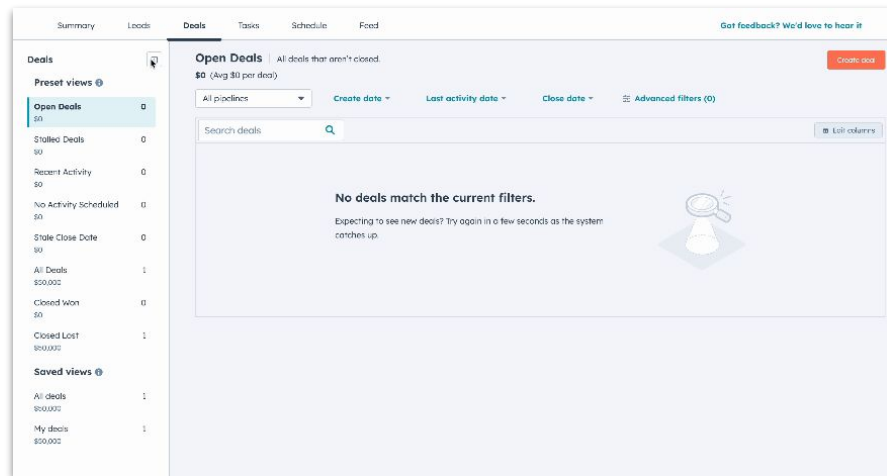 Summary Leads Deals Tasks Schedule Feed Got feedback? We'd love to hear it
Deals
Preset views
Open Deals 0
$0
Stalled Deals 0
$0
Recent Activity 0
$0
No Activity Scheduled 0
$0
Stale Close Date 0
$0
All Deals 1
$50,000
Closed Won 0
$0
Closed Lost 1
$50,000
Saved views
All deals 1
$50,000
My deals 1
$50,000
Open Deals All deals that aren't closed.
Create deal
$0 (Avg $0 per deal)
All pipelines Create date Last activity date Close date Advanced filters (0)
Search deals Edit columns
No deals match the current filters.
Expecting to see new deals? Try again in a few seconds as the system
catches up.